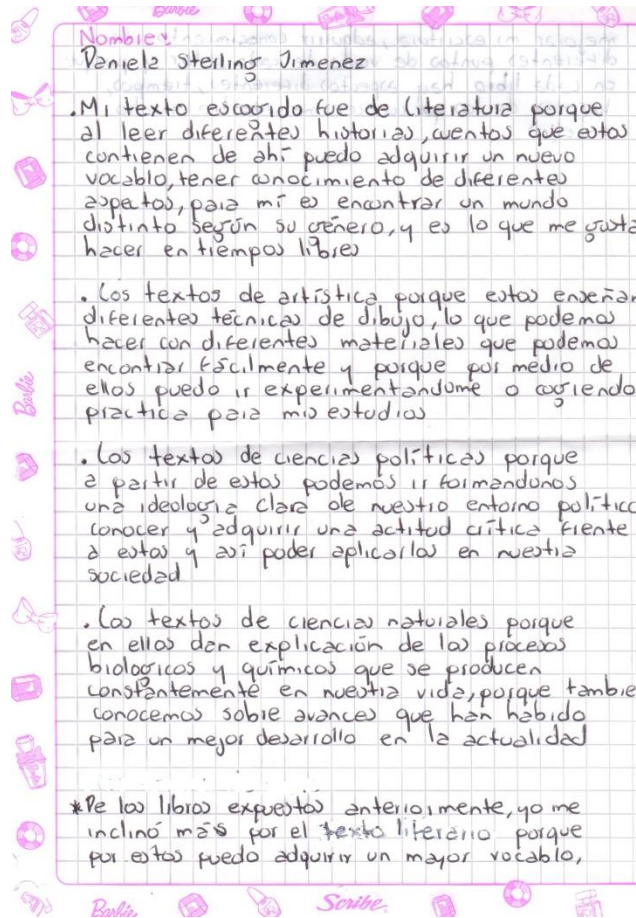 Barbie
Nombre:
Daniela Sterling Jimenez
.Mi texto escogido fue de Literatura porque
al leer diferentes historias, cuentos que estos
contienen de ahí puedo adquirir un nuevo
vocablo, tener conocimiento de diferentes
aspectos, para mí es encontrar un mundo
distinto según su género, y es lo que me gusta
hacer en tiempos libres
. Los textos de artística porque estos enseñan
diferentes técnicas de dibujo, lo que podemos
hacer con diferentes materiales que podemos
encontrar fácilmente y porque por medio de
ellos puedo ir experimentandome o cogiendo
practica para mis estudios
Barbie
. Los textos de ciencias políticas porque
a partir de estos podemos ir formandonos
una ideología clara de nuestro entorno político
conocer y adquirir una actitud crítica frente
a estos y así poder aplicarlos en nuestra
sociedad
. Los textos de ciencias naturales porque
en ellos dan explicación de los procesos
biologicos y químicos que se producen
constantemente en nuestra vida, porque tambie
conocemos sobre avances que han habido
para un mejor desarrollo en la actualidad
*De los libros expuestos anteriormente, yo me
inclinó más por el texto literario porque
por estos puedo adquirir un mayor vocablo,
Barbie Scribe